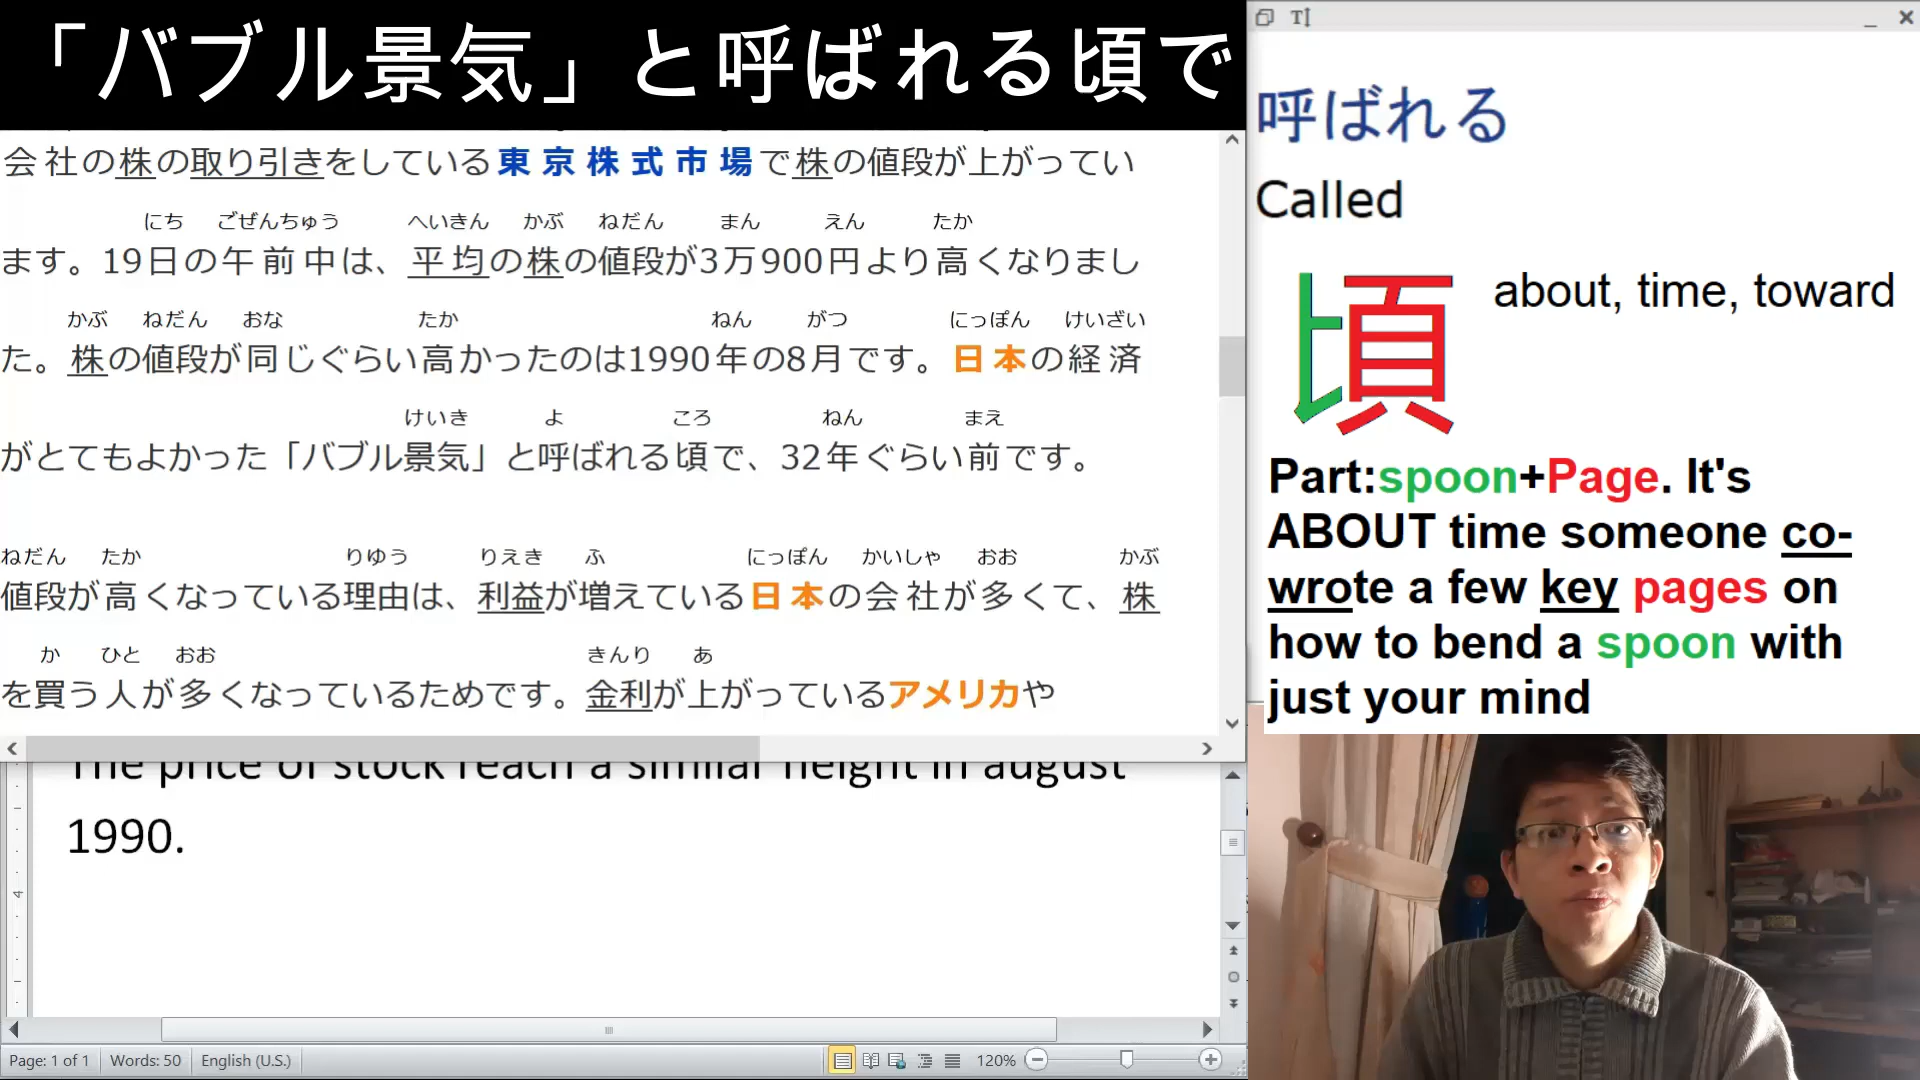 「バブル景気」と呼ばれる頃で
会社の株の取り引きをしている東京株式市場で株の値段が上がってい
にち ごぜんちゅう へいきん かぶ ねだん まん えん たか
ます。19日の午前中は、平均の株の値段が3万900円より高くなりまし
かぶ ねだん おな たか ねん がつ にっぽん けいざい
た。株の値段が同じぐらい高かったのは1990年の8月です。日本の経済
けいき よ ころ ねん まえ
がとてもよかった「バブル景気」と呼ばれる頃で、32年ぐらい前です。
ねだん たか りゆう りえき ふ にっぽん かいしゃ おお かぶ
値段が高くなっている理由は、利益が増えている日本の会社が多くて、株
か ひと おお きんり あ
を買う人が多くなっているためです。金利が上がっているアメリカや
The price of stock reach a similar height in august
1990.
Page: 1 of 1 Words: 50 English (U.S.) 120%
呼ばれる
Called
頃 about, time, toward
Part:spoon+Page. It's
ABOUT time someone co-
wrote a few key pages on
how to bend a spoon with
just your mind